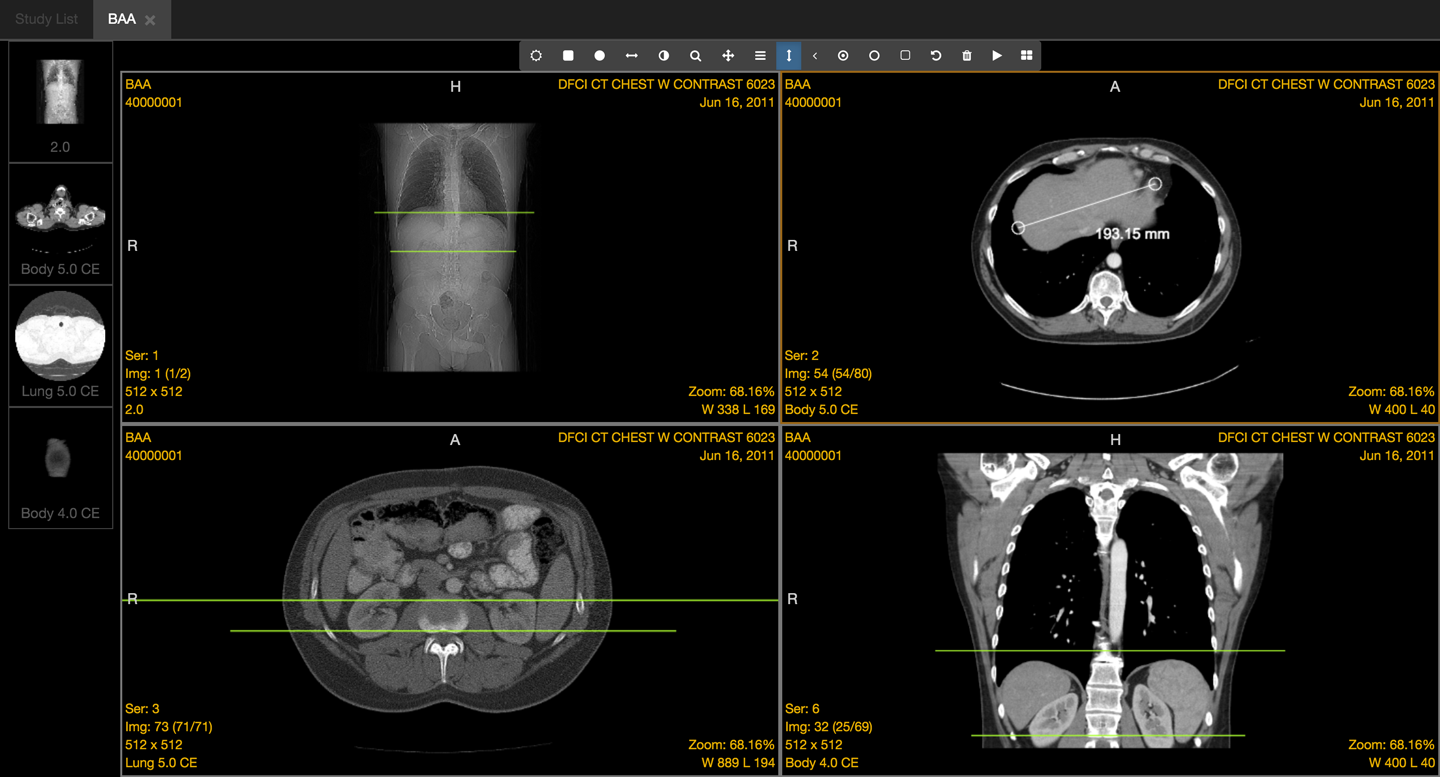 Study List
BAA
2.0
Body 5.0 CE
Lung 5.0 CE
Body 4.0 CE
BAA
H
DFCI CT CHEST W CONTRAST 6023
40000001
Jun 16, 2011
R
Ser: 1
Img: 1 (1/2)
512 x 512
Zoom: 68.16%
2.0
W 338 L 169
BAA
A
DFCI CT CHEST W CONTRAST 6023
40000001
Jun 16, 2011
193.15 mm
R
Ser: 2
Img: 54 (54/80)
512 x 512
Zoom: 68.16%
Body 5.0 CE
W 400 L 40
BAA
A
DFCI CT CHEST W CONTRAST 6023
40000001
Jun 16, 2011
R
Ser: 3
Img: 73 (71/71)
512 x 512
Zoom: 68.16%
Lung 5.0 CE
W 889 L 194
BAA
H
DFCI CT CHEST W CONTRAST 6023
40000001
Jun 16, 2011
R
Ser: 6
Img: 32 (25/69)
512 x 512
Zoom: 68.16%
Body 4.0 CE
W 400 L 40